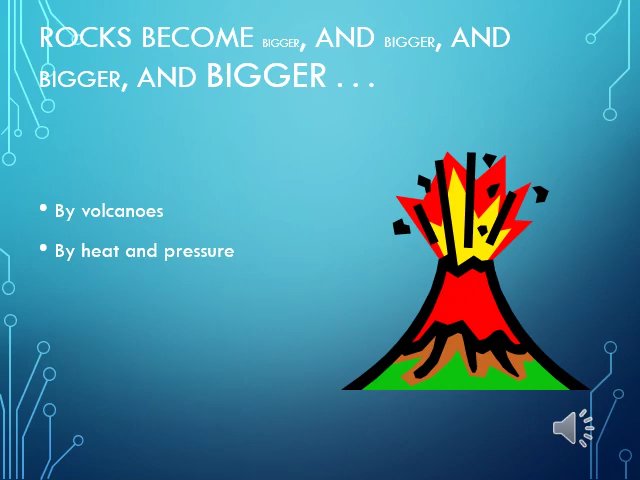 ROCKS BECOME BIGGER, AND BIGGER, AND
BIGGER, AND BIGGER . . .
• By volcanoes
• By heat and pressure